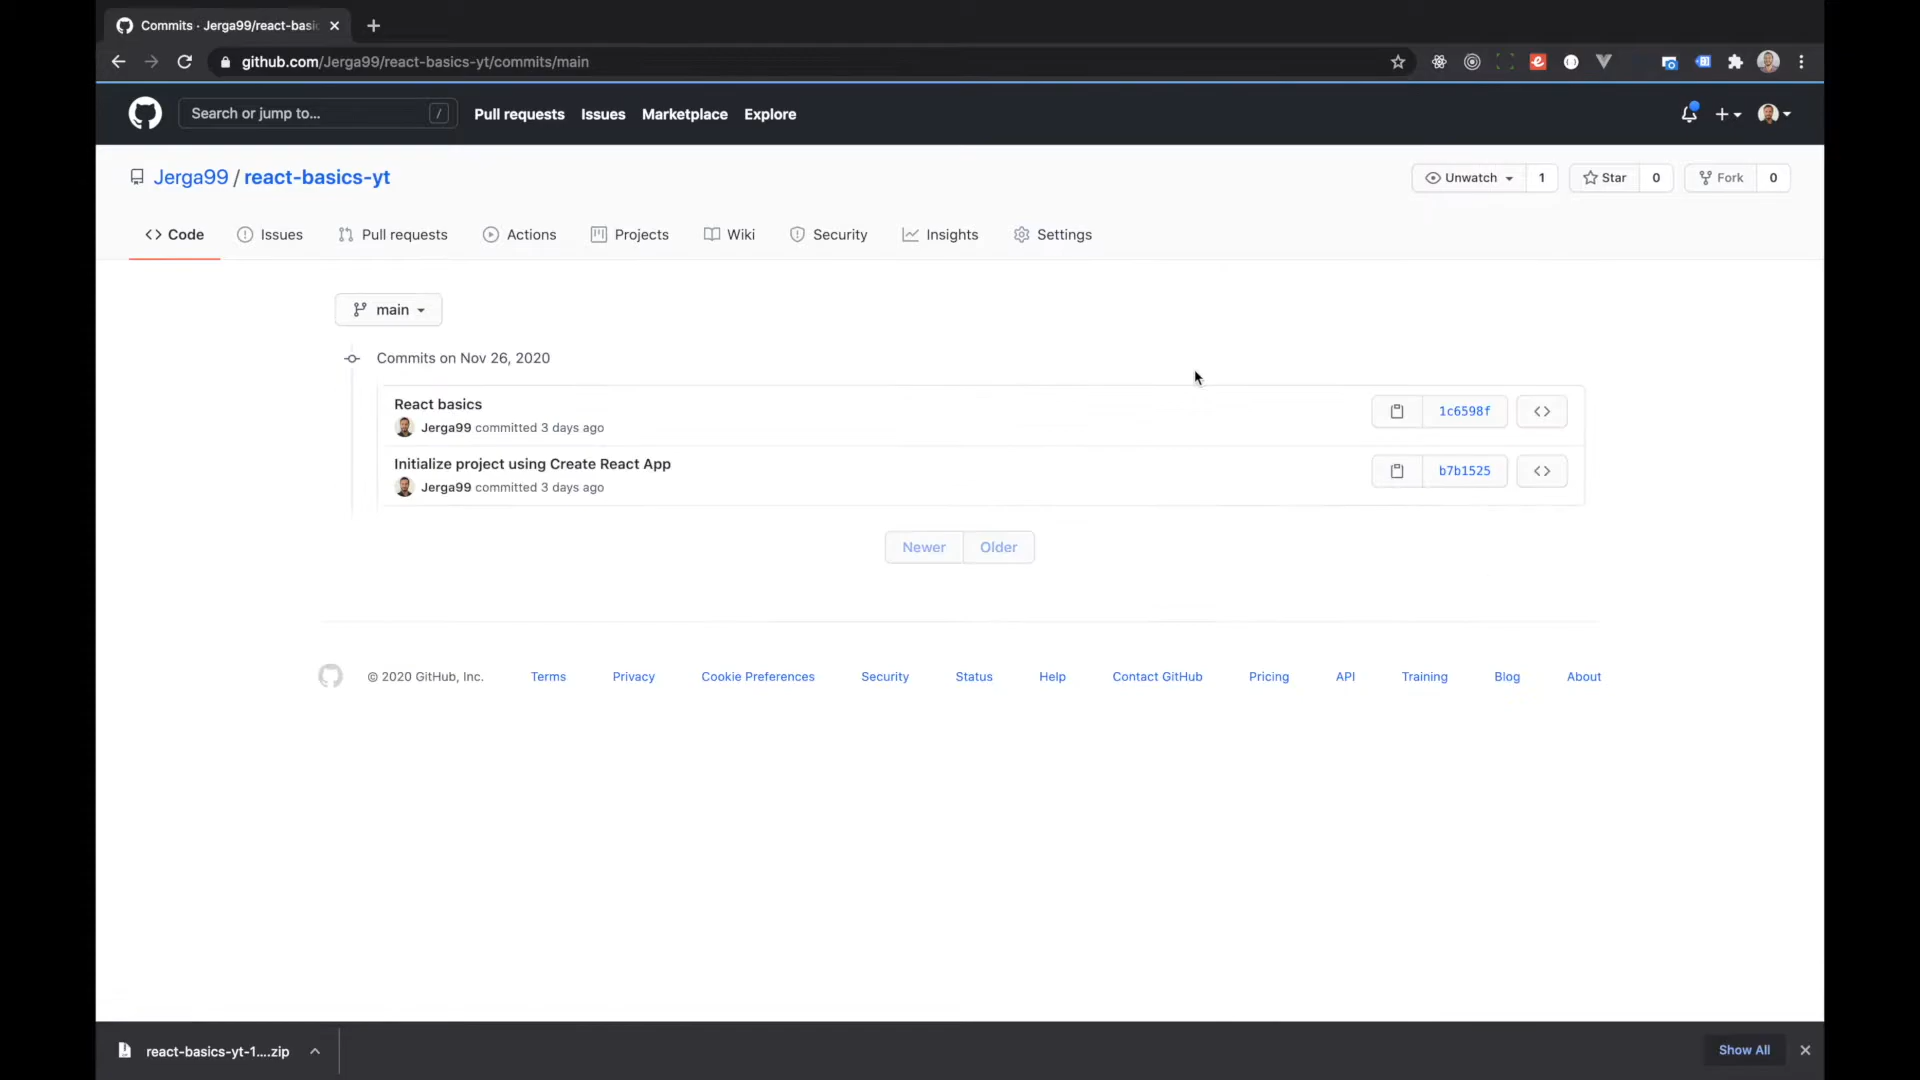 Commits · Jerga99/react-basic
github.com/Jerga99/react-basics-yt/commits/main
Search or jump to... /
Pull requests Issues Marketplace Explore
Jerga99 / react-basics-yt
Unwatch 1 Star 0 Fork 0
Code Issues Pull requests Actions Projects Wiki Security Insights Settings
main
Commits on Nov 26, 2020
React basics
Jerga99 committed 3 days ago
1c6598f
Initialize project using Create React App
Jerga99 committed 3 days ago
b7b1525
Newer Older
© 2020 GitHub, Inc. Terms Privacy Cookie Preferences Security Status Help Contact GitHub Pricing API Training Blog About
react-basics-yt-1....zip
Show All